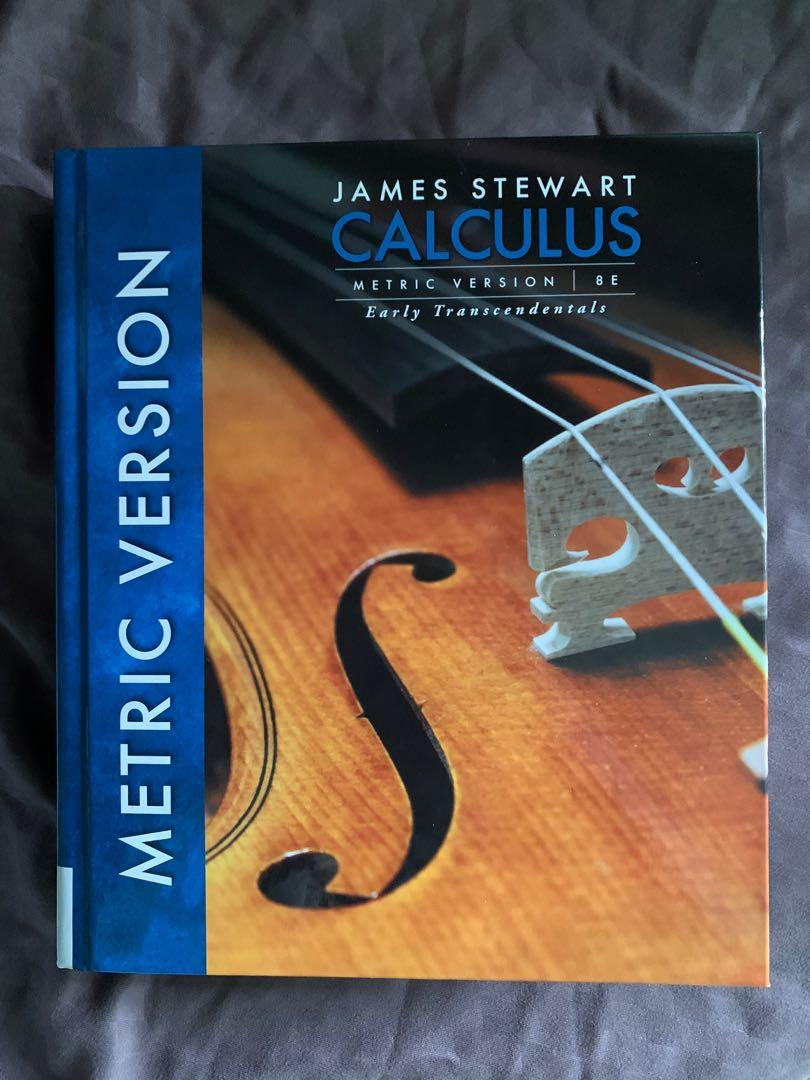 METRIC VERSION
JAMES STEWART
CALCULUS
METRIC VERSION | 8E
Early Transcendentals